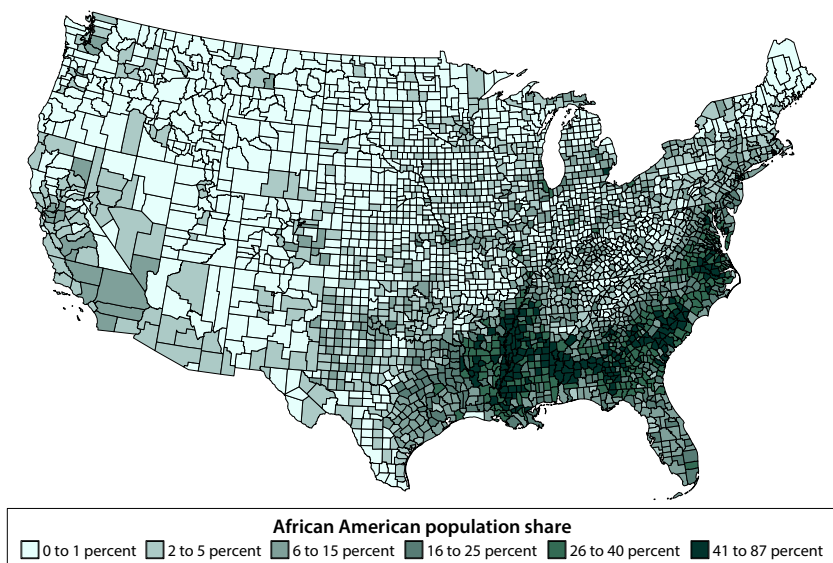 African American population share
0 to 1 percent 2 to 5 percent 6 to 15 percent 16 to 25 percent 26 to 40 percent 41 to 87 percent